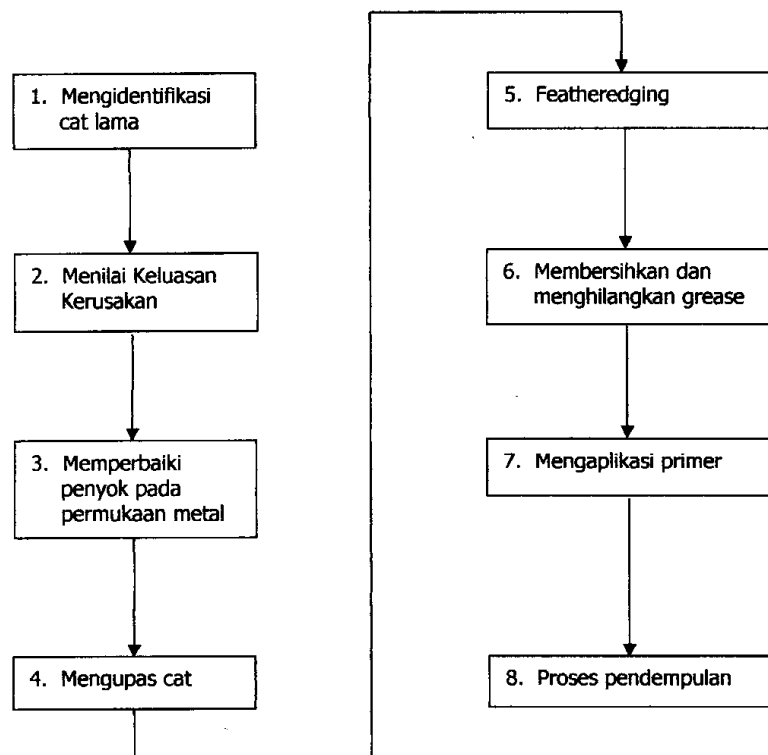 1. Mengidentifikasi
cat lama
2. Menilai Keluasan
Kerusakan
3. Memperbaiki
penyok pada
permukaan metal
4. Mengupas cat
5. Featheredging
6. Membersihkan dan
menghilangkan grease
7. Mengaplikasi primer
8. Proses pendempulan